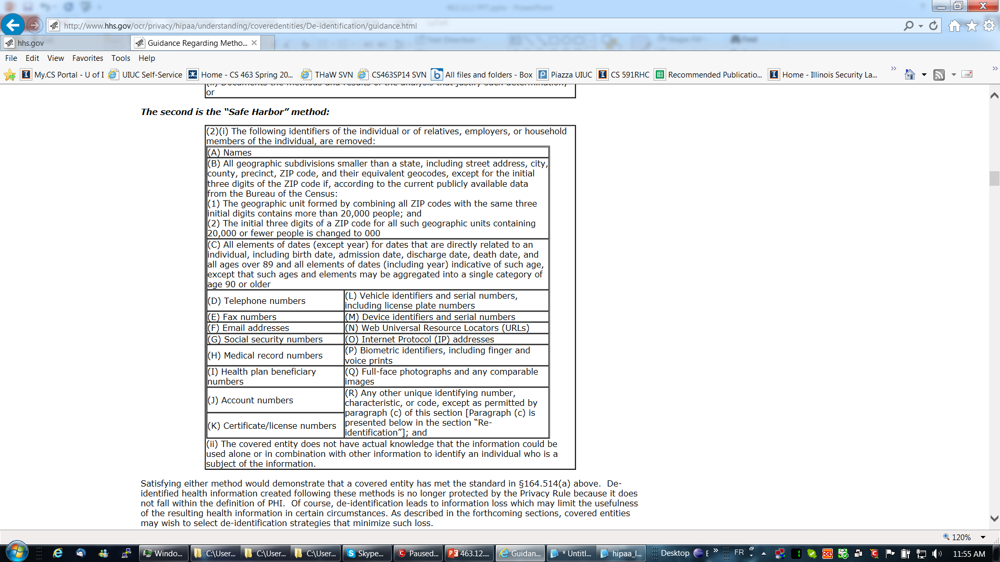 463.12.2 PPT.pptx - PowerPoint
http://www.hhs.gov/ocr/privacy/hipaa/understanding/coveredentities/De-identification/guidance.html
hhs.gov
Guidance Regarding Metho...
File Edit View Favorites Tools Help
My.CS Portal - U of I UIUC Self-Service Home - CS 463 Spring 20... THaW SVN CS463SP14 SVN All files and folders - Box Piazza UIUC CS 591RHC Recommended Publicatio... Home - Illinois Security La...
(ii) Documents the methods and results of the analysis that justify such determination;
or
The second is the “Safe Harbor” method:
(2)(i) The following identifiers of the individual or of relatives, employers, or household
members of the individual, are removed:
(A) Names
(B) All geographic subdivisions smaller than a state, including street address, city,
county, precinct, ZIP code, and their equivalent geocodes, except for the initial
three digits of the ZIP code if, according to the current publicly available data
from the Bureau of the Census:
(1) The geographic unit formed by combining all ZIP codes with the same three
initial digits contains more than 20,000 people; and
(2) The initial three digits of a ZIP code for all such geographic units containing
20,000 or fewer people is changed to 000
(C) All elements of dates (except year) for dates that are directly related to an
individual, including birth date, admission date, discharge date, death date, and
all ages over 89 and all elements of dates (including year) indicative of such age,
except that such ages and elements may be aggregated into a single category of
age 90 or older
(D) Telephone numbers
(L) Vehicle identifiers and serial numbers,
including license plate numbers
(E) Fax numbers
(M) Device identifiers and serial numbers
(F) Email addresses
(N) Web Universal Resource Locators (URLs)
(G) Social security numbers
(O) Internet Protocol (IP) addresses
(H) Medical record numbers
(P) Biometric identifiers, including finger and
voice prints
(I) Health plan beneficiary
numbers
(Q) Full-face photographs and any comparable
images
(J) Account numbers
(R) Any other unique identifying number,
characteristic, or code, except as permitted by
paragraph (c) of this section [Paragraph (c) is
presented below in the section “Re-
identification”]; and
(K) Certificate/license numbers
(ii) The covered entity does not have actual knowledge that the information could be
used alone or in combination with other information to identify an individual who is a
subject of the information.
Satisfying either method would demonstrate that a covered entity has met the standard in §164.514(a) above. De-
identified health information created following these methods is no longer protected by the Privacy Rule because it does
not fall within the definition of PHI. Of course, de-identification leads to information loss which may limit the usefulness
of the resulting health information in certain circumstances. As described in the forthcoming sections, covered entities
may wish to select de-identification strategies that minimize such loss.
120%
Windo... C:\User... C:\User... C:\User... Skype... Paused... 463.12.... Guidan... * Untitl... hipaa_l... Desktop E FR 11:55 AM